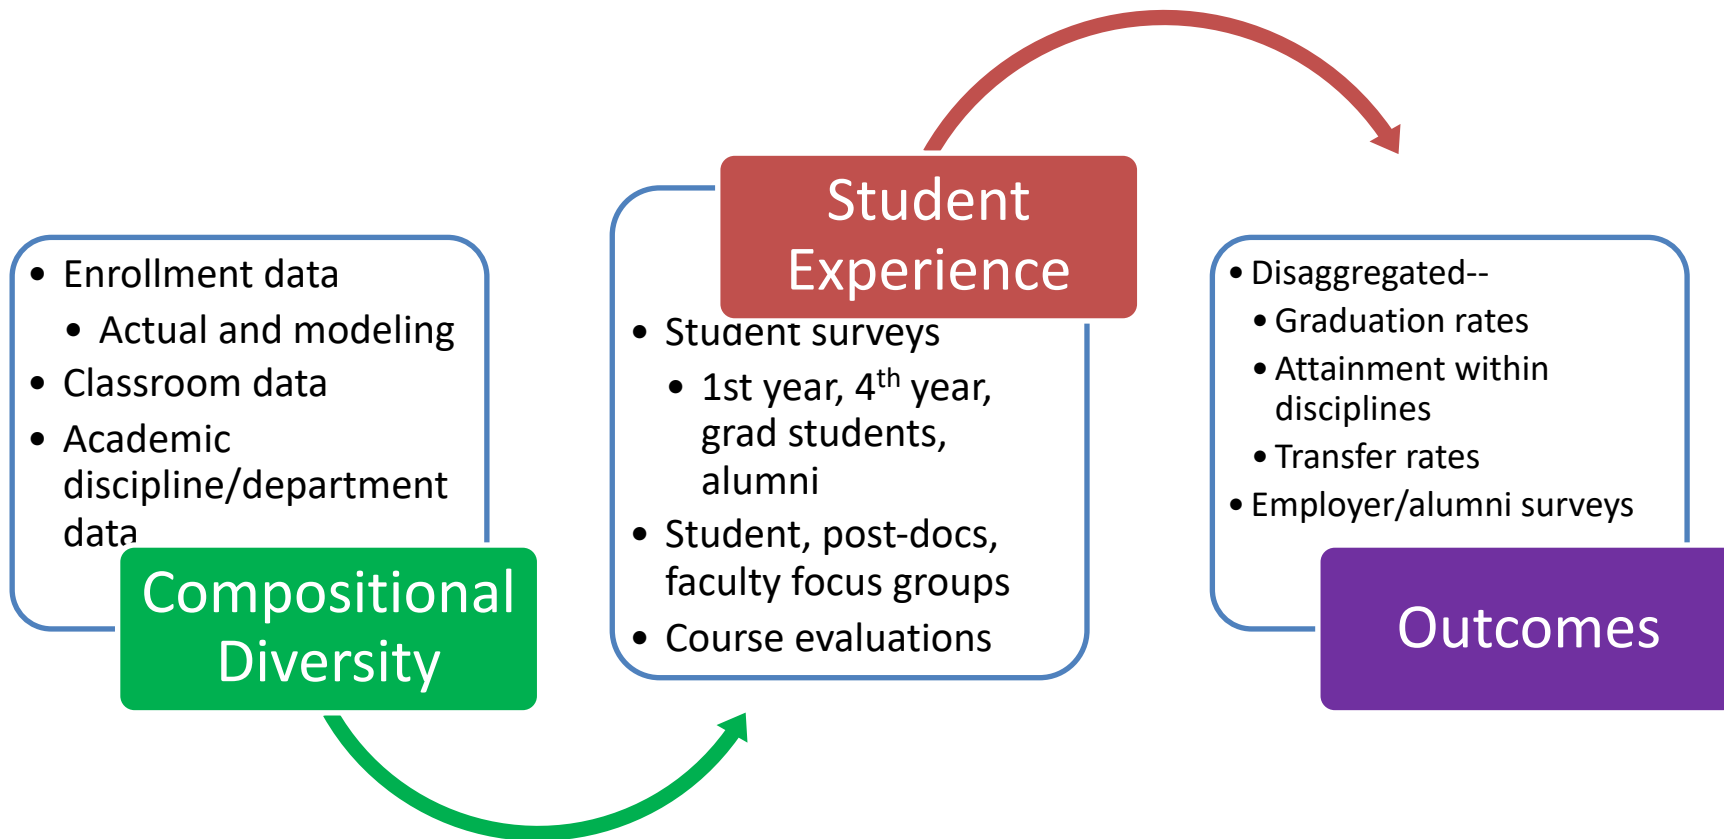 • Enrollment data
• Actual and modeling
• Classroom data
• Academic
discipline/department
data
Compositional
Diversity
Student
Experience
• Student surveys
• 1st year, 4th year,
grad students,
alumni
• Student, post-docs,
faculty focus groups
• Course evaluations
• Disaggregated--
• Graduation rates
• Attainment within
disciplines
• Transfer rates
• Employer/alumni surveys
Outcomes